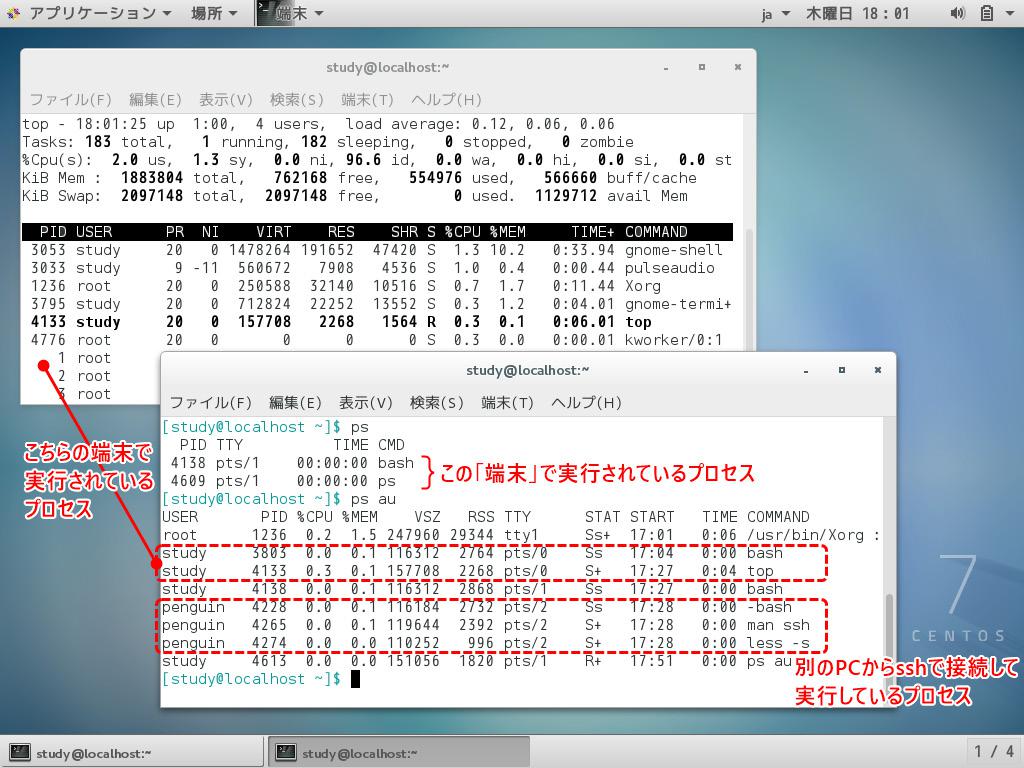 アプリケーション 場所 端末 ja 木曜日 18：01
study@localhost:~
ファイル(F) 編集(E) 表示(V) 検索(S) 端末(T) ヘルプ(H)
top - 18:01:25 up  1:00,  4 users,  load average: 0.12, 0.06, 0.06
Tasks: 183 total,   1 running, 182 sleeping,   0 stopped,   0 zombie
%Cpu(s):  2.0 us,  1.3 sy,  0.0 ni, 96.6 id,  0.0 wa,  0.0 hi,  0.0 si,  0.0 st
KiB Mem :  1883804 total,   762168 free,   554976 used,   566660 buff/cache
KiB Swap:  2097148 total,  2097148 free,        0 used.  1129712 avail Mem
PID USER      PR  NI    VIRT    RES    SHR S %CPU %MEM     TIME+ COMMAND
3053 study     20   0 1478264 191652  47420 S  1.3 10.2   0:33.94 gnome-shell
3033 study      9 -11  560672   7908   4536 S  1.0  0.4   0:00.44 pulseaudio
1236 root      20   0  250588  32140  10516 S  0.7  1.7   0:11.44 Xorg
3795 study     20   0  712824  22252  13552 S  0.3  1.2   0:04.01 gnome-termi+
4133 study     20   0  157708   2268   1564 R  0.3  0.1   0:06.01 top
4776 root      20   0       0      0      0 S  0.3  0.0   0:00.01 kworker/0:1
1 root
2 root
3 root
こちらの端末で
実行されている
プロセス
study@localhost:~
ファイル(F) 編集(E) 表示(V) 検索(S) 端末(T) ヘルプ(H)
[study@localhost ~]$ ps
PID TTY          TIME CMD
4138 pts/1    00:00:00 bash
4609 pts/1    00:00:00 ps
この「端末」で実行されているプロセス
[study@localhost ~]$ ps au
USER       PID %CPU %MEM    VSZ   RSS TTY      STAT START   TIME COMMAND
root      1236  0.2  1.5 247960 29344 tty1     Ss+  17:01   0:06 /usr/bin/Xorg :
study     3803  0.0  0.1 116312  2764 pts/0    Ss   17:04   0:00 bash
study     4133  0.3  0.1 157708  2268 pts/0    S+   17:27   0:04 top
study     4138  0.0  0.1 116312  2868 pts/1    Ss   17:27   0:00 bash
penguin   4228  0.0  0.1 116184  2732 pts/2    Ss   17:28   0:00 -bash
penguin   4265  0.0  0.1 119644  2392 pts/2    S+   17:28   0:00 man ssh
penguin   4274  0.0  0.0 110252   996 pts/2    S+   17:28   0:00 less -s
study     4613  0.0  0.0 151056  1820 pts/1    R+   17:51   0:00 ps au
[study@localhost ~]$
別のPCからsshで接続して
実行しているプロセス
7
CENTOS
study@localhost:~ study@localhost:~ 1 / 4